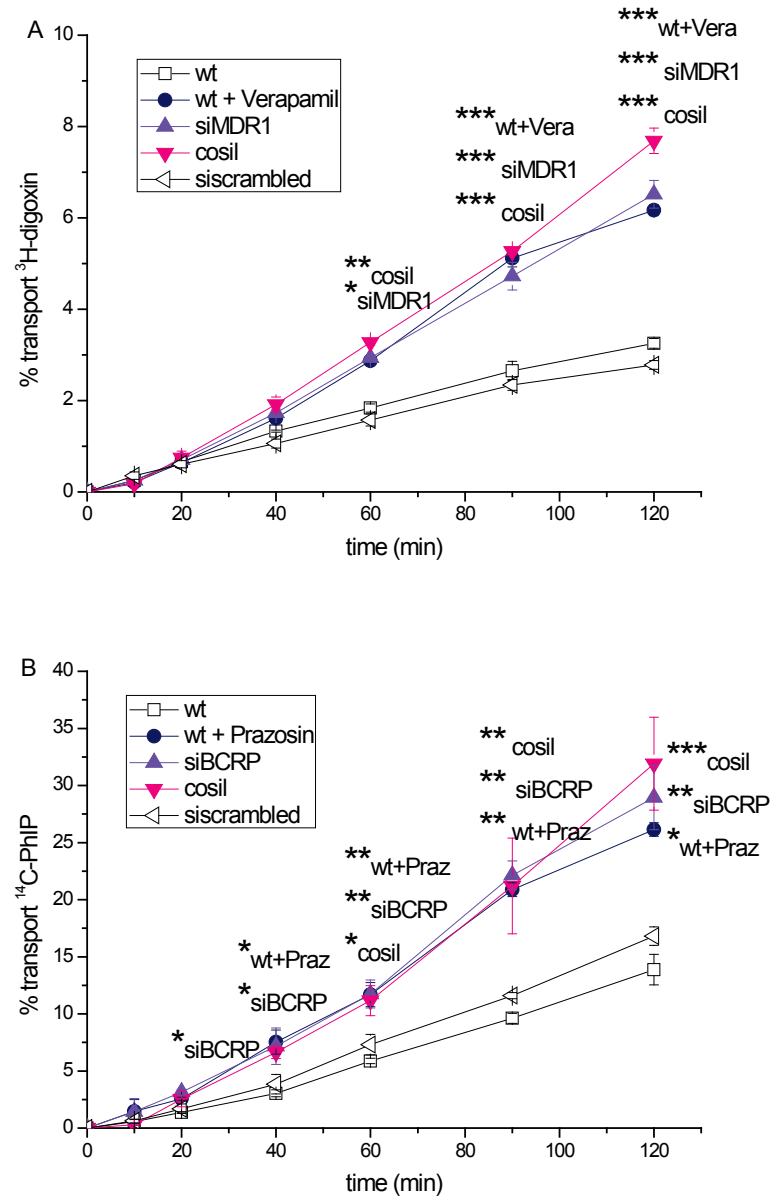 A
wt
wt + Verapamil
siMDR1
cosil
siscrambled
***wt+Vera
***siMDR1
***cosil
***wt+Vera
***siMDR1
***cosil
**cosil
*siMDR1
% transport ³H-digoxin
10
8
6
4
2
0
0 20 40 60 80 100 120
time (min)
B
wt
wt + Prazosin
siBCRP
cosil
siscrambled
**cosil
**siBCRP
**wt+Praz
***cosil
**siBCRP
*wt+Praz
**wt+Praz
**siBCRP
*cosil
*wt+Praz
*siBCRP
*siBCRP
% transport ¹⁴C-PhIP
40
35
30
25
20
15
10
5
0
0 20 40 60 80 100 120
time (min)